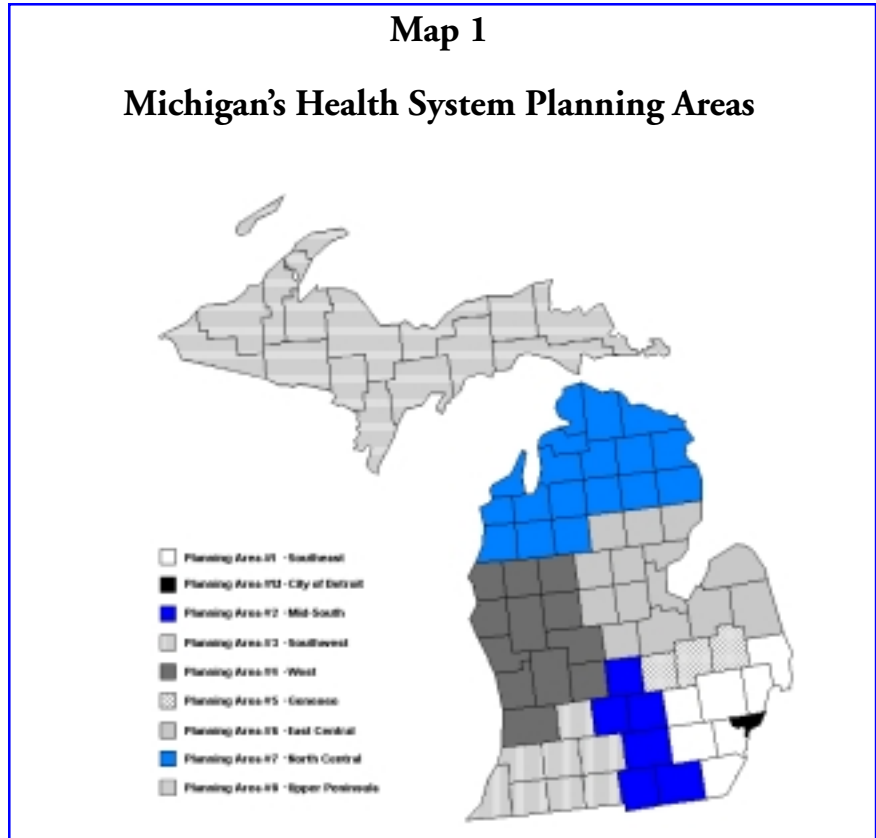 Map 1
Michigan’s Health System Planning Areas
Planning Area #1 - Southeast
Planning Area #1D - City of Detroit
Planning Area #2 - Mid-South
Planning Area #3 - Southwest
Planning Area #4 - West
Planning Area #5 - Genesee
Planning Area #6 - East Central
Planning Area #7 - North Central
Planning Area #8 - Upper Peninsula